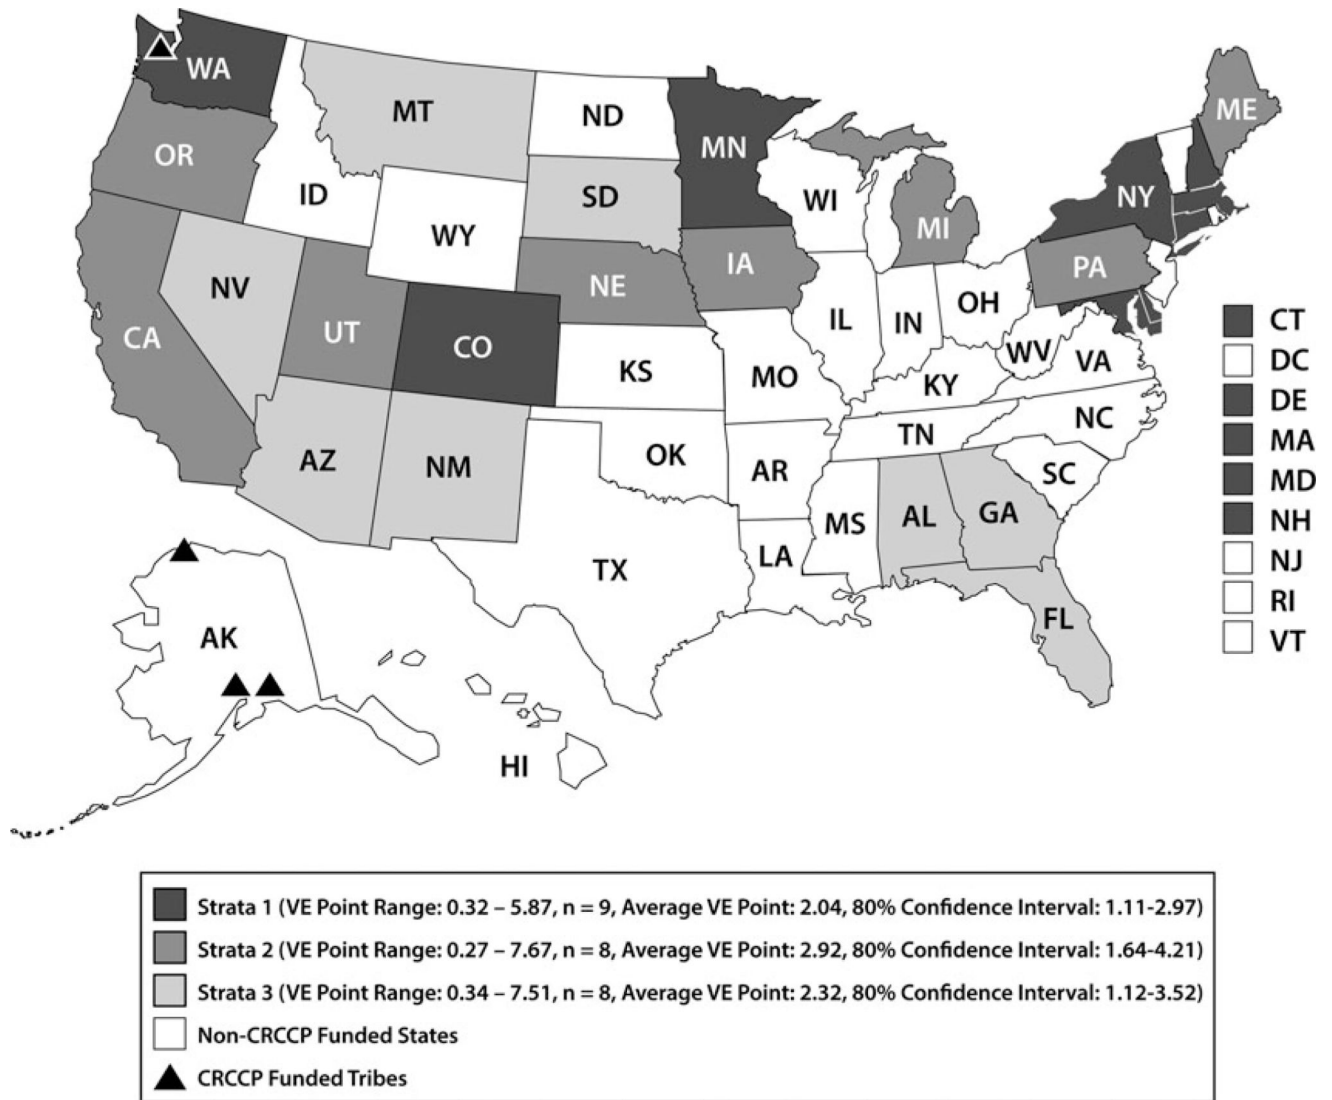 WA
MT
ND
MN
ME
OR
ID
SD
WI
NY
WY
MI
NV
NE
IA
PA
CA
UT
CO
IL
IN
OH
WV
VA
KS
MO
KY
NC
TN
AZ
NM
OK
AR
SC
MS
AL
GA
LA
TX
FL
AK
HI
CT
DC
DE
MA
MD
NH
NJ
RI
VT
Strata 1 (VE Point Range: 0.32 – 5.87, n = 9, Average VE Point: 2.04, 80% Confidence Interval: 1.11-2.97)
Strata 2 (VE Point Range: 0.27 – 7.67, n = 8, Average VE Point: 2.92, 80% Confidence Interval: 1.64-4.21)
Strata 3 (VE Point Range: 0.34 – 7.51, n = 8, Average VE Point: 2.32, 80% Confidence Interval: 1.12-3.52)
Non-CRCCP Funded States
CRCCP Funded Tribes